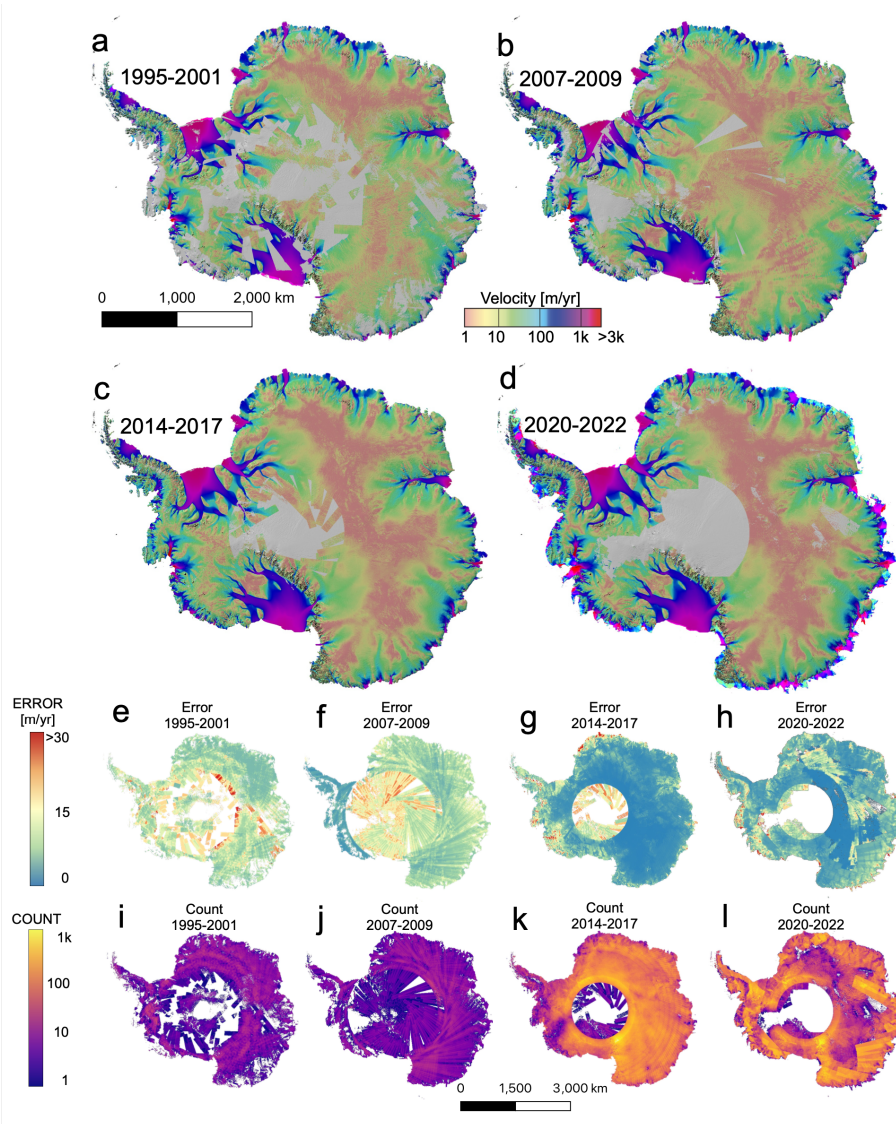 a
1995-2001
b
2007-2009
0 1,000 2,000 km
Velocity [m/yr]
1 10 100 1k >3k
c
2014-2017
d
2020-2022
ERROR
[m/yr]
>30
15
0
e
Error
1995-2001
f
Error
2007-2009
g
Error
2014-2017
h
Error
2020-2022
COUNT
1k
100
10
1
i
Count
1995-2001
j
Count
2007-2009
k
Count
2014-2017
l
Count
2020-2022
0 1,500 3,000 km